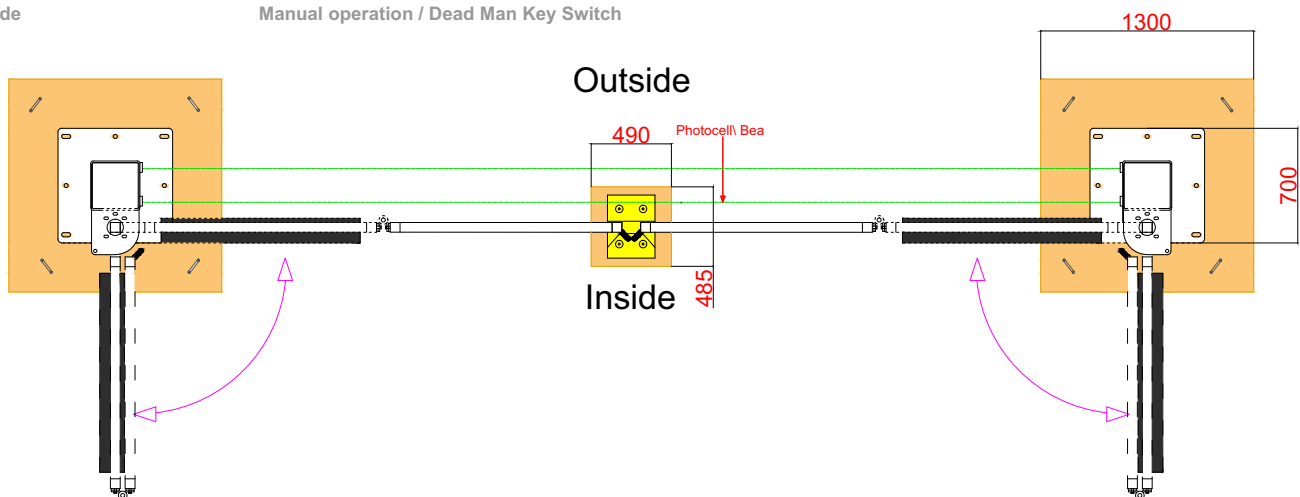 de
Manual operation / Dead Man Key Switch
1300
Outside
490
Photocell\ Bea
700
Inside
485